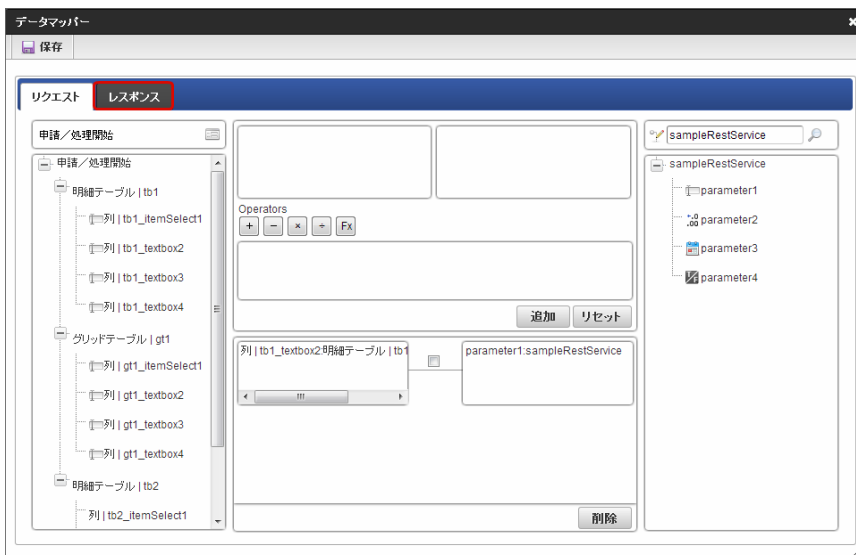 データマッパー
保存
リクエスト
レスポンス
申請／処理開始
申請／処理開始
明細テーブル | tb1
列 | tb1_itemSelect1
列 | tb1_textbox2
列 | tb1_textbox3
列 | tb1_textbox4
グリッドテーブル | gt1
列 | gt1_itemSelect1
列 | gt1_textbox2
列 | gt1_textbox3
列 | gt1_textbox4
明細テーブル | tb2
列 | tb2_itemSelect1
Operators
+ − × ÷ Fx
追加
リセット
列 | tb1_textbox2:明細テーブル | tb1
parameter1:sampleRestService
削除
sampleRestService
sampleRestService
parameter1
parameter2
parameter3
parameter4